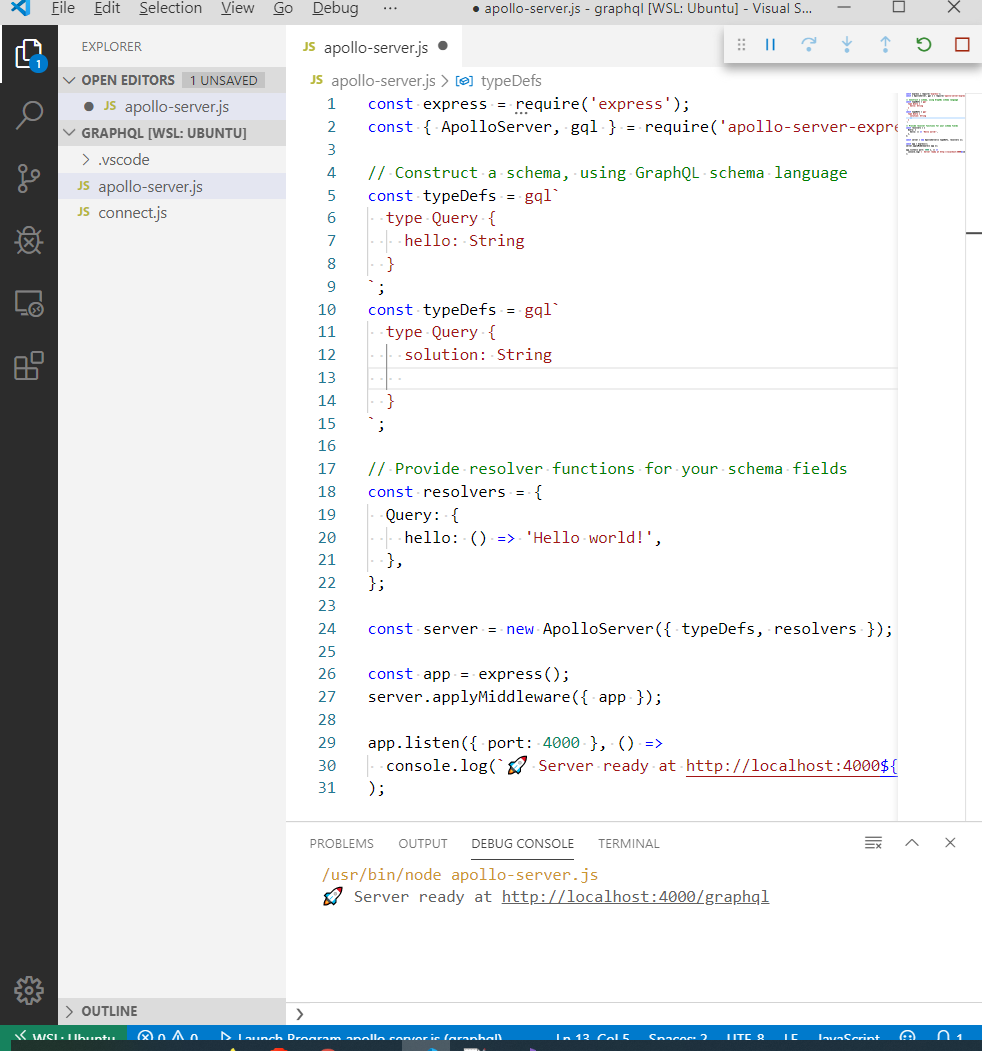 File Edit Selection View Go Debug ··· ● apollo-server.js - graphql [WSL: Ubuntu] - Visual S...
EXPLORER
1
OPEN EDITORS 1 UNSAVED
● JS apollo-server.js
GRAPHQL [WSL: UBUNTU]
> .vscode
JS apollo-server.js
JS connect.js
OUTLINE
JS apollo-server.js ●
JS apollo-server.js > typeDefs
1 const express = require('express');
2 const { ApolloServer, gql } = require('apollo-server-expre
3
4 // Construct a schema, using GraphQL schema language
5 const typeDefs = gql`
6 type Query {
7 hello: String
8 }
9 `;
10 const typeDefs = gql`
11 type Query {
12 solution: String
13
14 }
15 `;
16
17 // Provide resolver functions for your schema fields
18 const resolvers = {
19 Query: {
20 hello: () => 'Hello world!',
21 },
22 };
23
24 const server = new ApolloServer({ typeDefs, resolvers });
25
26 const app = express();
27 server.applyMiddleware({ app });
28
29 app.listen({ port: 4000 }, () =>
30 console.log(`🚀 Server ready at http://localhost:4000${
31 );
PROBLEMS OUTPUT DEBUG CONSOLE TERMINAL
/usr/bin/node apollo-server.js
🚀 Server ready at http://localhost:4000/graphql
>
WSL: Ubuntu 0 0 Launch Program apollo server.js (graphql) Ln 13, Col 5 Spaces: 2 UTF-8 LF JavaScript 1